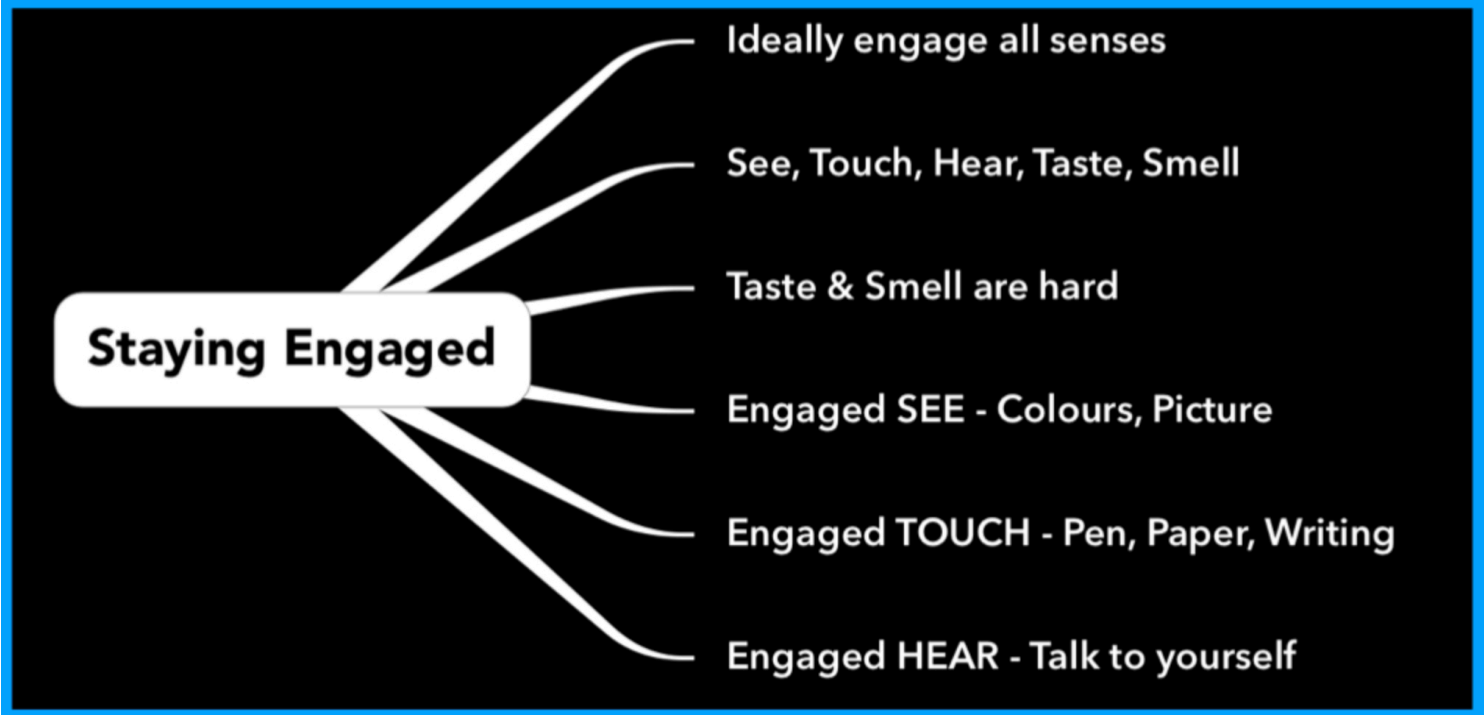 Ideally engage all senses
See, Touch, Hear, Taste, Smell
Taste & Smell are hard
Staying Engaged
Engaged SEE - Colours, Picture
Engaged TOUCH - Pen, Paper, Writing
Engaged HEAR - Talk to yourself